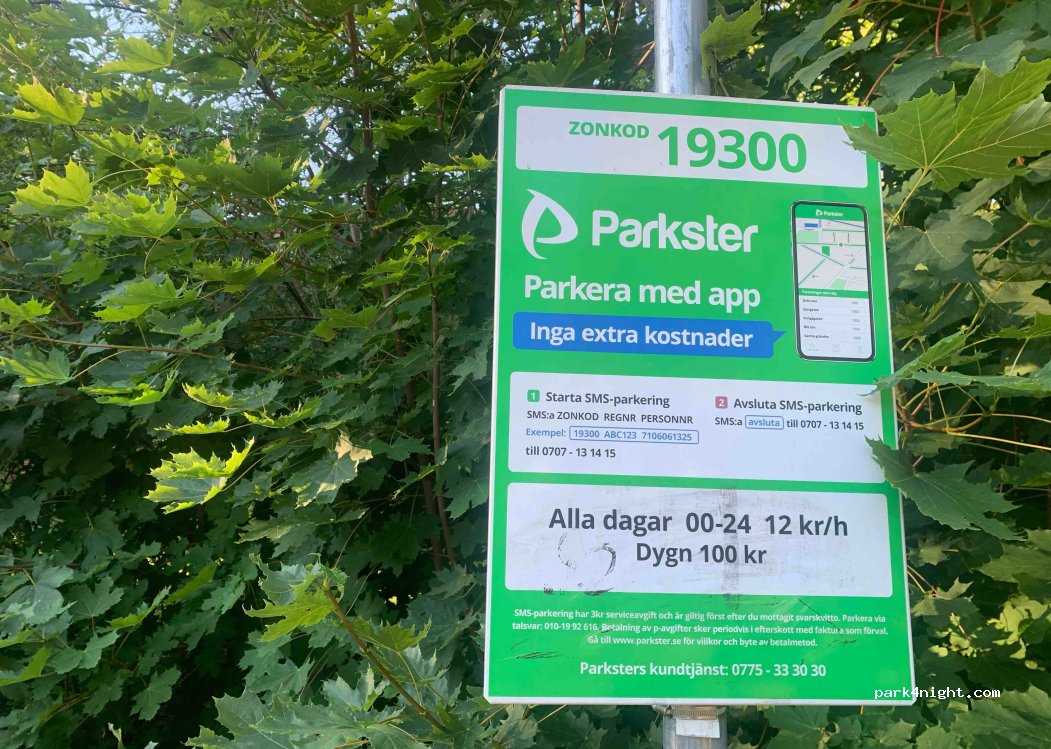 ZONKOD 19300
Parkster
Parkster
Parkera med app
Inga extra kostnader
1 Starta SMS-parkering
SMS:a ZONKOD REGNR PERSONNR
Exempel: 19300 ABC123 7106061325
till 0707 - 13 14 15
2 Avsluta SMS-parkering
SMS:a avsluta till 0707 - 13 14 15
Alla dagar 00-24 12 kr/h
Dygn 100 kr
SMS-parkering har 3kr serviceavgift och är giltig först efter du mottagit svarskvitto. Parkera via
talsvar: 010-19 92 616. Betalning av p-avgifter sker periodvis i efterskott med faktura som förval.
Gå till www.parkster.se för villkor och byte av betalmetod.
Parksters kundtjänst: 0775 - 33 30 30
park4night.com